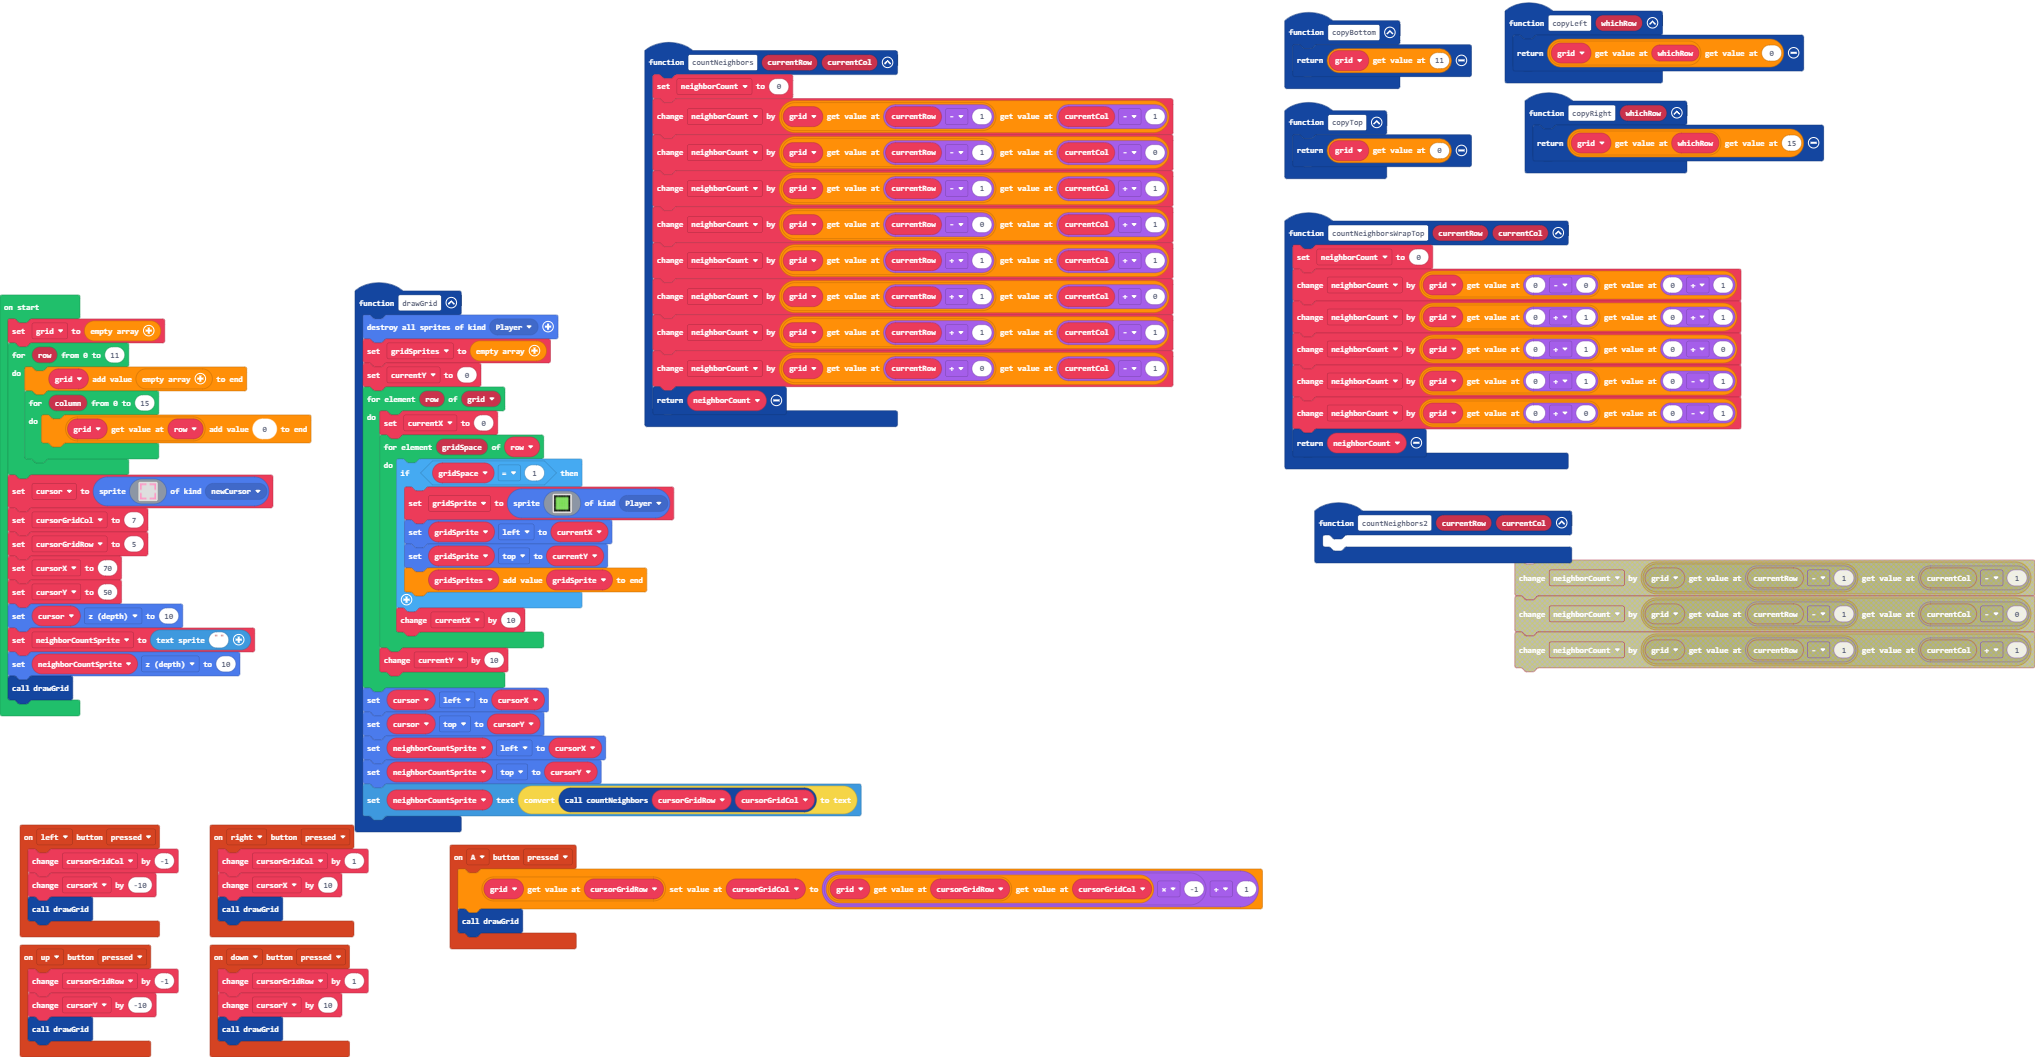 on start
set grid to empty array
for row from 0 to 11
do grid add value empty array to end
for column from 0 to 15
do grid get value at row add value 0 to end
set cursor to sprite of kind newCursor
set cursorGridCol to 7
set cursorGridRow to 5
set cursorX to 70
set cursorY to 50
set cursor z (depth) to 10
set neighborCountSprite to text sprite " "
set neighborCountSprite z (depth) to 10
call drawGrid
function drawGrid
destroy all sprites of kind Player
set gridSprites to empty array
set currentY to 0
for element row of grid
do set currentX to 0
for element gridSpace of row
do if gridSpace = 1 then
set gridSprite to sprite of kind Player
set gridSprite left to currentX
set gridSprite top to currentY
gridSprites add value gridSprite to end
change currentX by 10
change currentY by 10
set cursor left to cursorX
set cursor top to cursorY
set neighborCountSprite left to cursorX
set neighborCountSprite top to cursorY
set neighborCountSprite text convert call countNeighbors cursorGridRow cursorGridCol to text
function countNeighbors currentRow currentCol
set neighborCount to 0
change neighborCount by grid get value at currentRow - 1 get value at currentCol - 1
change neighborCount by grid get value at currentRow - 1 get value at currentCol - 0
change neighborCount by grid get value at currentRow - 1 get value at currentCol + 1
change neighborCount by grid get value at currentRow - 0 get value at currentCol + 1
change neighborCount by grid get value at currentRow + 1 get value at currentCol + 1
change neighborCount by grid get value at currentRow + 1 get value at currentCol + 0
change neighborCount by grid get value at currentRow + 1 get value at currentCol - 1
change neighborCount by grid get value at currentRow + 0 get value at currentCol - 1
return neighborCount
function copyBottom
return grid get value at 11
function copyLeft whichRow
return grid get value at whichRow get value at 0
function copyTop
return grid get value at 0
function copyRight whichRow
return grid get value at whichRow get value at 15
function countNeighborsWrapTop currentRow currentCol
set neighborCount to 0
change neighborCount by grid get value at 0 - 0 get value at 0 + 1
change neighborCount by grid get value at 0 + 1 get value at 0 + 1
change neighborCount by grid get value at 0 + 1 get value at 0 + 0
change neighborCount by grid get value at 0 + 1 get value at 0 - 1
change neighborCount by grid get value at 0 + 0 get value at 0 - 1
return neighborCount
function countNeighbors2 currentRow currentCol
change neighborCount by grid get value at currentRow - 1 get value at currentCol - 1
change neighborCount by grid get value at currentRow - 1 get value at currentCol - 0
change neighborCount by grid get value at currentRow - 1 get value at currentCol + 1
on left button pressed
change cursorGridCol by -1
change cursorX by -10
call drawGrid
on right button pressed
change cursorGridCol by 1
change cursorX by 10
call drawGrid
on up button pressed
change cursorGridRow by -1
change cursorY by -10
call drawGrid
on down button pressed
change cursorGridRow by 1
change cursorY by 10
call drawGrid
on A button pressed
grid get value at cursorGridRow set value at cursorGridCol to grid get value at cursorGridRow get value at cursorGridCol × -1 + 1
call drawGrid